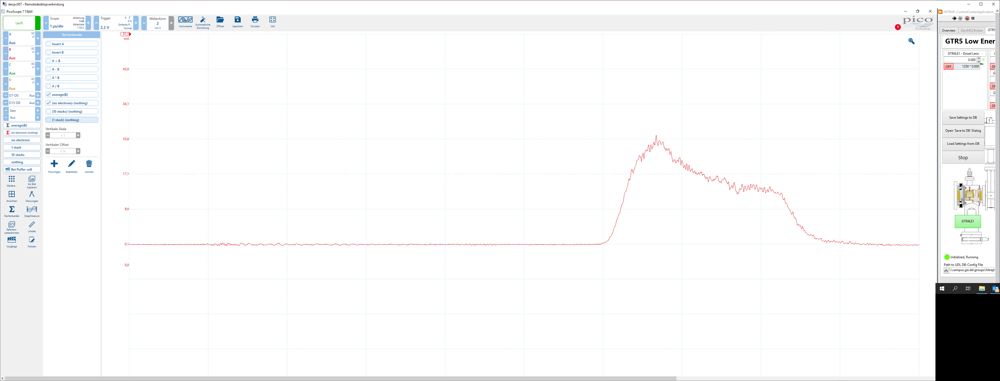 decpc007 - Remotedesktopverbindung
PicoScope 7 T&M
HITRAP_ControlCenterApplication_
Läuft
Scope
1 µs/div
Abtastung
5 kS
Abtastrate
1 GS/s
Trigger
2,2 V
A
0 %
Einfache Fl...
Normal
Wellenform
2
von 2
Instrumente
Automatische
Einrichtung
Öffnen
Speichern
Drucken
Voll
1
pico
Technology
A
DC
x1
Aus
B
DC
x1
Aus
C
DC
x1
Aus
D
DC
x1
Aus
D7-D0 Aus
D15-D8 Aus
Gen
Aus
average(B)
(no electrons)-(nothing)
no electrons
1 stack
10 stacks
nothing
Bei Puffer voll
Weitere...
Als Bild
kopieren
Ansichten
Messungen
Rechenkanäle
DeepMeasure
Referenz-
wellenformen
Lineale
Vorgänge
Notizen
Rechenkanäle
Invert A
Invert B
A + B
A - B
A * B
A / B
average(B)
(no electrons)-(nothing)
(10 stacks)-(nothing)
(1 stack)-(nothing)
Vertikale Skala
x 1
Vertikaler Offset
0 %
Hinzufügen
Bearbeiten
Löschen
51,1
mV
42,6
34,1
25,6
17,1
8,6
0,1
-5,0
Overview
ZeroMQ Broker
GTR5
GTR5 Low Ener
GTR4LE1 - Einzel Lens
0.000
OFF
1250 * 0.000
Save Settings to DB
Open 'Save to DB' Dialog
Load Settings from DB
Stop
GTR4LE1
Initialized, Running
Path to UDL DB-Config File
\\campus.gsi.de\groups\hitrap\